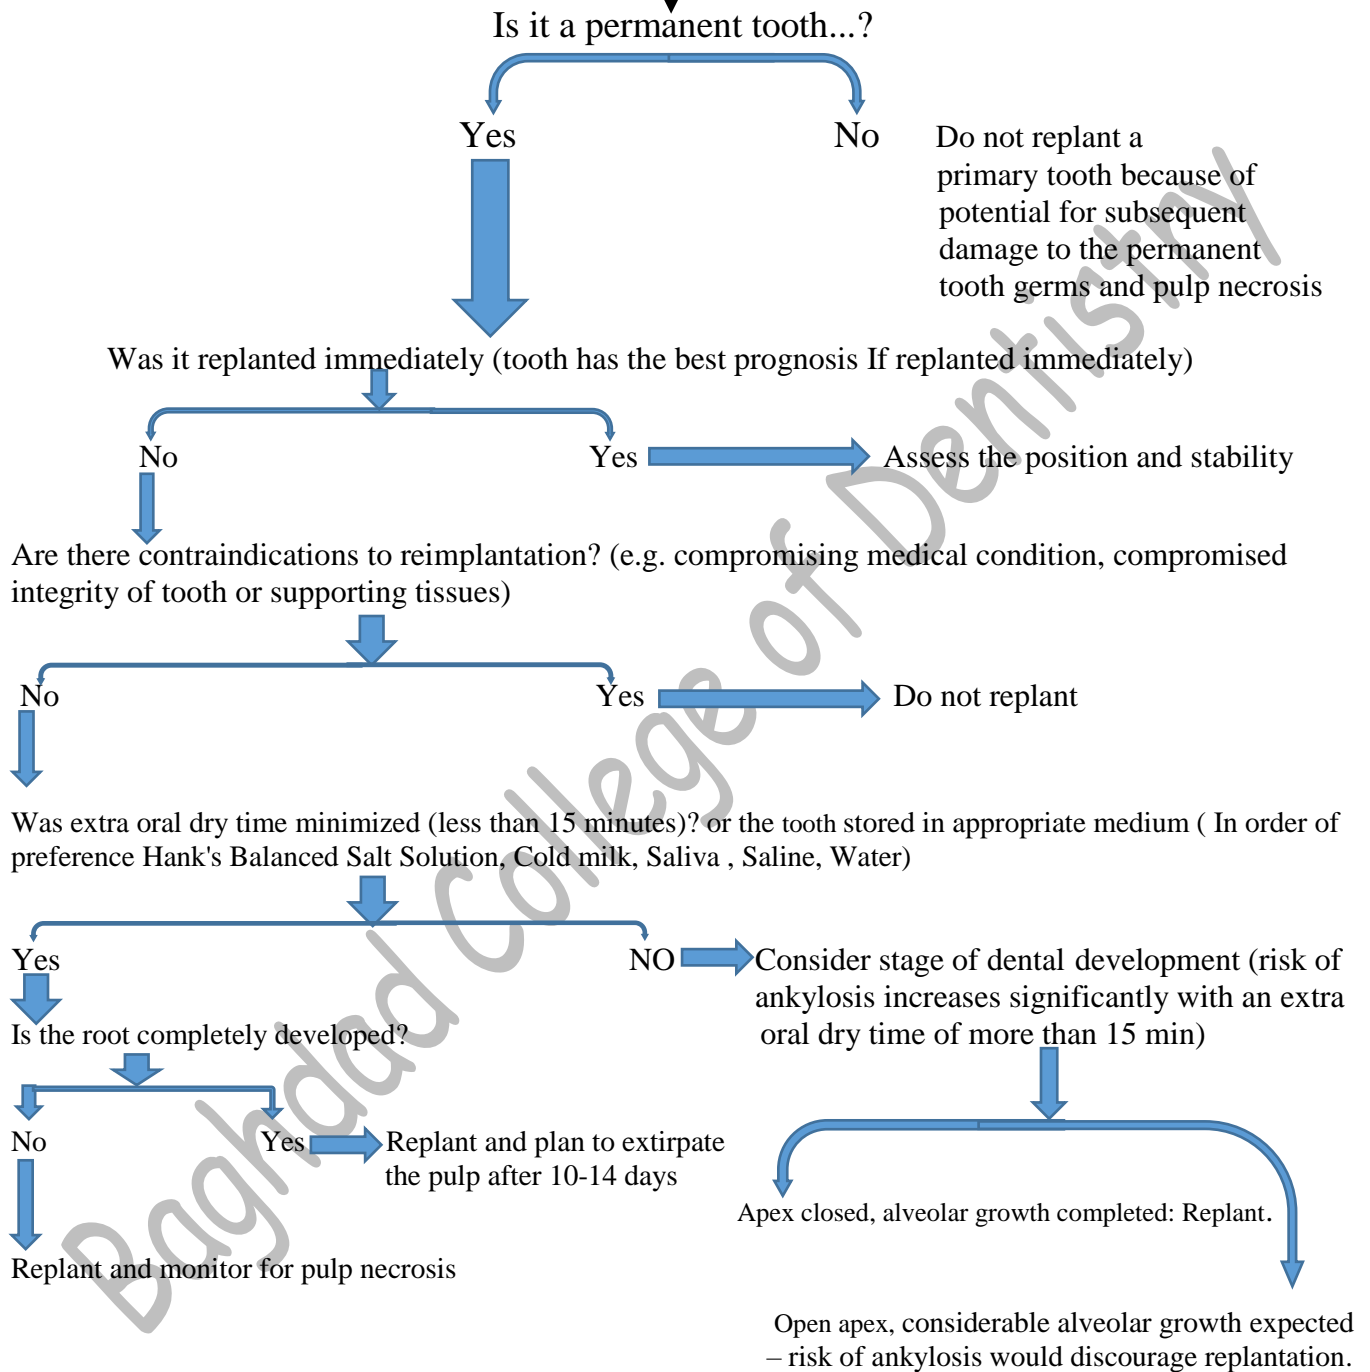 Is it a permanent tooth...?
Yes
No
Do not replant a
primary tooth because of
potential for subsequent
damage to the permanent
tooth germs and pulp necrosis
Was it replanted immediately (tooth has the best prognosis If replanted immediately)
No
Yes
Assess the position and stability
Are there contraindications to reimplantation? (e.g. compromising medical condition, compromised
integrity of tooth or supporting tissues)
No
Yes
Do not replant
Was extra oral dry time minimized (less than 15 minutes)? or the tooth stored in appropriate medium ( In order of
preference Hank's Balanced Salt Solution, Cold milk, Saliva , Saline, Water)
Yes
NO
Consider stage of dental development (risk of
ankylosis increases significantly with an extra
oral dry time of more than 15 min)
Is the root completely developed?
No
Yes
Replant and plan to extirpate
the pulp after 10-14 days
Apex closed, alveolar growth completed: Replant.
Replant and monitor for pulp necrosis
Open apex, considerable alveolar growth expected
– risk of ankylosis would discourage replantation.
Baghdad College of Dentistry